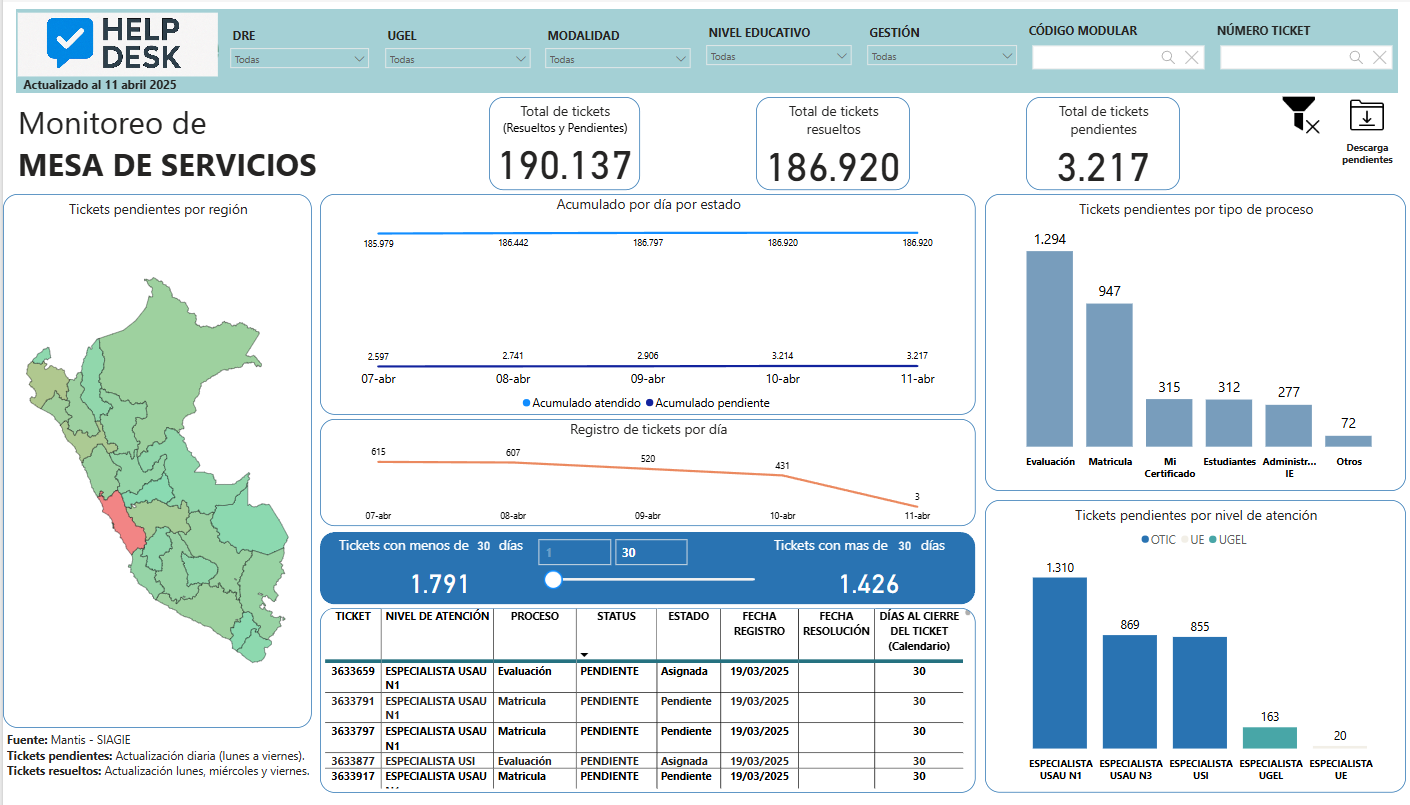 HELP
DESK
Actualizado al 11 abril 2025
DRE
Todas
UGEL
Todas
MODALIDAD
Todas
NIVEL EDUCATIVO
Todas
GESTIÓN
Todas
CÓDIGO MODULAR
NÚMERO TICKET
Monitoreo de
MESA DE SERVICIOS
Total de tickets
(Resueltos y Pendientes)
190.137
Total de tickets
resueltos
186.920
Total de tickets
pendientes
3.217
Descarga
pendientes
Tickets pendientes por región
Fuente: Mantis - SIAGIE
Tickets pendientes: Actualización diaria (lunes a viernes).
Tickets resueltos: Actualización lunes, miércoles y viernes.
Acumulado por día por estado
185.979 186.442 186.797 186.920 186.920
2.597 2.741 2.906 3.214 3.217
07-abr 08-abr 09-abr 10-abr 11-abr
Acumulado atendido Acumulado pendiente
Registro de tickets por día
615 607 520 431 3
07-abr 08-abr 09-abr 10-abr 11-abr
Tickets con menos de 30 días
1.791
1 30
Tickets con mas de 30 días
1.426
TICKET NIVEL DE ATENCIÓN PROCESO STATUS ESTADO FECHA REGISTRO FECHA RESOLUCIÓN DÍAS AL CIERRE DEL TICKET (Calendario)
3633659 ESPECIALISTA USAU N1 Evaluación PENDIENTE Asignada 19/03/2025 30
3633791 ESPECIALISTA USAU N1 Matricula PENDIENTE Pendiente 19/03/2025 30
3633797 ESPECIALISTA USAU N1 Matricula PENDIENTE Pendiente 19/03/2025 30
3633877 ESPECIALISTA USI Evaluación PENDIENTE Asignada 19/03/2025 30
3633917 ESPECIALISTA USAU Matricula PENDIENTE Pendiente 19/03/2025 30
Tickets pendientes por tipo de proceso
1.294 947 315 312 277 72
Evaluación Matricula Mi Certificado Estudiantes Administr... IE Otros
Tickets pendientes por nivel de atención
OTIC UE UGEL
1.310 869 855 163 20
ESPECIALISTA USAU N1 ESPECIALISTA USAU N3 ESPECIALISTA USI ESPECIALISTA UGEL ESPECIALISTA UE